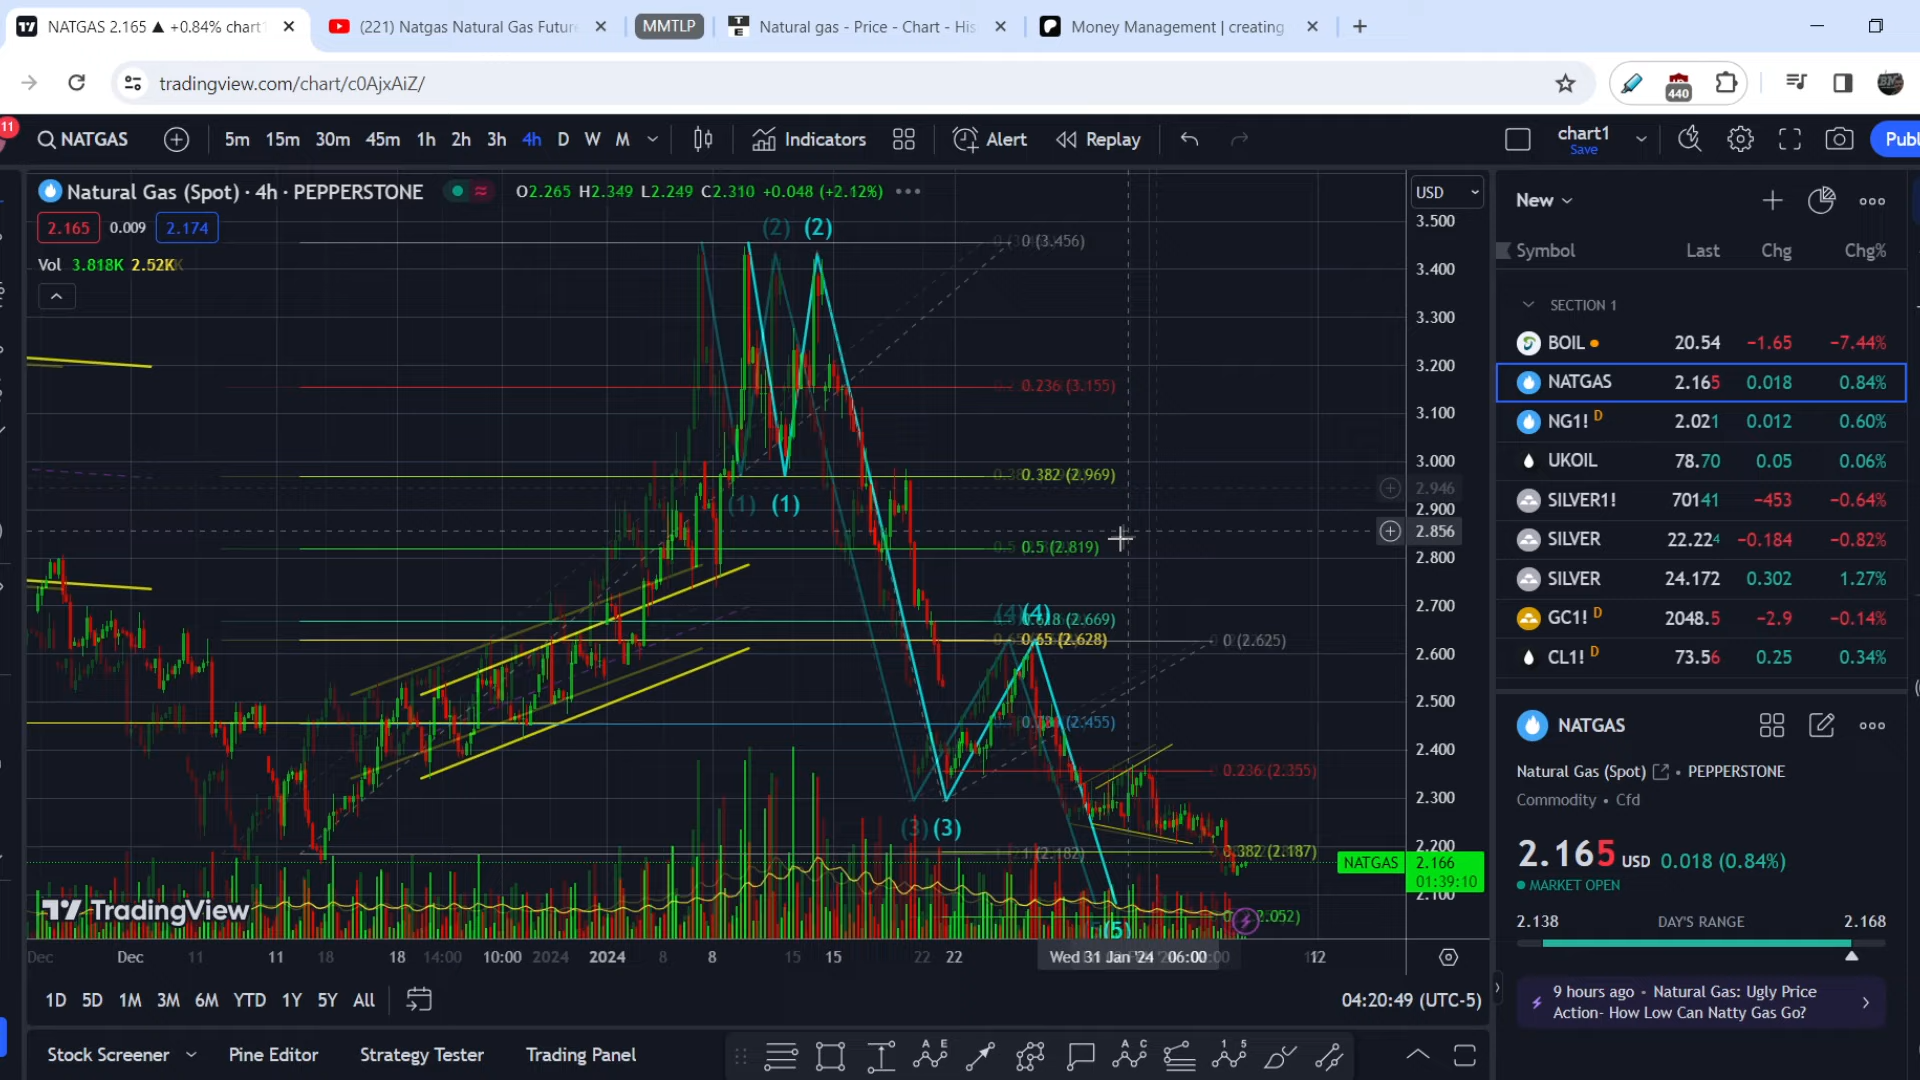 NATGAS 2.165 ▲ +0.84% chart1
(221) Natgas Natural Gas Future
MMTLP
Natural gas - Price - Chart - His
Money Management | creating
tradingview.com/chart/c0AjxAiZ/
440
11
NATGAS
5m 15m 30m 45m 1h 2h 3h 4h D W M
Indicators
Alert
Replay
chart1
Save
Publ
Natural Gas (Spot) · 4h · PEPPERSTONE
O2.265 H2.349 L2.249 C2.310 +0.048 (+2.12%)
2.165 0.009 2.174
Vol 3.818K 2.52K
USD
3.500
3.400
3.300
3.200
3.100
3.000
2.946
2.900
2.856
2.800
2.700
2.600
2.500
2.400
2.300
2.200
NATGAS 2.166
01:39:10
2.100
(2) (2)
0 (3.456)
0.236 (3.155)
0.382 (2.969)
(1) (1)
0.5 (2.819)
(4) (4)
0.618 (2.669)
0.65 (2.628)
0 (2.625)
(2.455)
0.236 (2.355)
(3) (3)
(2.182)
0.382 (2.187)
2.052)
(5)
TradingView
Dec Dec 11 11 18 18 14:00 10:00 2024 2024 8 8 15 15 22 22
Wed 31 Jan '24 06:00
12
1D 5D 1M 3M 6M YTD 1Y 5Y All
04:20:49 (UTC-5)
Stock Screener
Pine Editor
Strategy Tester
Trading Panel
A E
A C
1 5
New
Symbol Last Chg Chg%
SECTION 1
BOIL 20.54 −1.65 −7.44%
NATGAS 2.165 0.018 0.84%
NG1! D 2.021 0.012 0.60%
UKOIL 78.70 0.05 0.06%
SILVER1! 70141 −453 −0.64%
SILVER 22.224 −0.184 −0.82%
SILVER 24.172 0.302 1.27%
GC1! D 2048.5 −2.9 −0.14%
CL1! D 73.56 0.25 0.34%
NATGAS
Natural Gas (Spot) • PEPPERSTONE
Commodity • Cfd
2.165 USD 0.018 (0.84%)
MARKET OPEN
2.138 DAY'S RANGE 2.168
9 hours ago • Natural Gas: Ugly Price
Action- How Low Can Natty Gas Go?